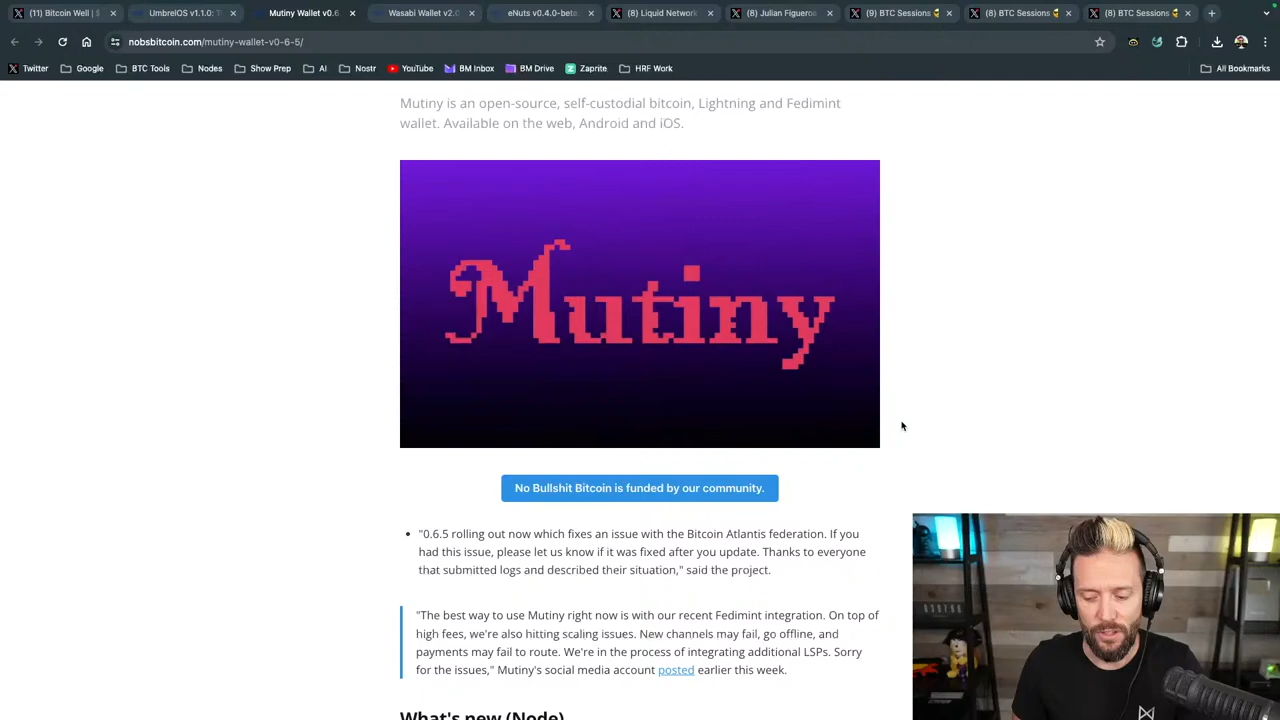 (11) Bitcoin Well | $
UmbrelOS v1.1.0: T
Mutiny Wallet v0.6
Wasabi Wallet v2.0
eNuts v0.4.0-beta
(8) Liquid Network
(8) Julian Figueroa
(9) BTC Sessions
(8) BTC Sessions
(8) BTC Sessions
nobsbitcoin.com/mutiny-wallet-v0-6-5/
Twitter
Google
BTC Tools
Nodes
Show Prep
AI
Nostr
YouTube
BM Inbox
BM Drive
Zaprite
HRF Work
All Bookmarks
Mutiny is an open-source, self-custodial bitcoin, Lightning and Fedimint
wallet. Available on the web, Android and iOS.
Mutiny
No Bullshit Bitcoin is funded by our community.
"0.6.5 rolling out now which fixes an issue with the Bitcoin Atlantis federation. If you
had this issue, please let us know if it was fixed after you update. Thanks to everyone
that submitted logs and described their situation," said the project.
"The best way to use Mutiny right now is with our recent Fedimint integration. On top of
high fees, we're also hitting scaling issues. New channels may fail, go offline, and
payments may fail to route. We're in the process of integrating additional LSPs. Sorry
for the issues," Mutiny's social media account posted earlier this week.
What's new (Node)